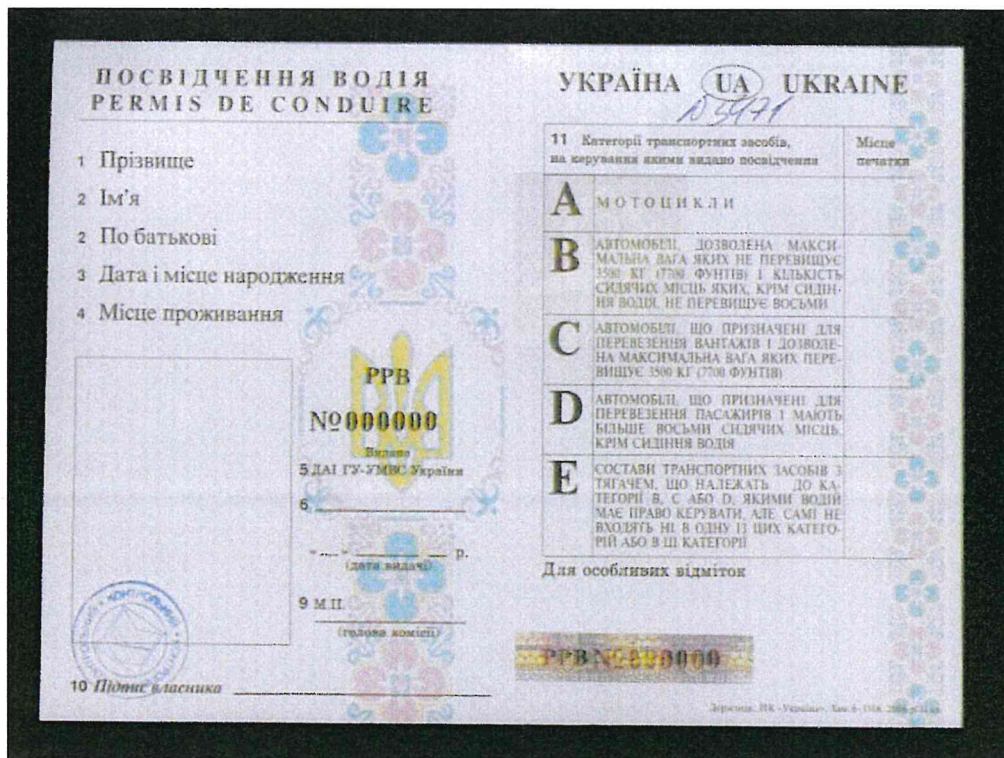 ПОСВІДЧЕННЯ ВОДІЯ
PERMIS DE CONDUIRE
1 Прізвище
2 Ім'я
2 По батькові
3 Дата і місце народження
4 Місце проживання
РРВ
№000000
Видано
5 ДАІ ГУ-УМВС України
6
" " р.
(дата видачі)
9 М.П.
(голова комісії)
КОНТРОЛЬНИЙ
10 Підпис власника
УКРАЇНА UA UKRAINE
N 5471
11 Категорії транспортних засобів,
на керування якими видано посвідчення
Місце
печатки
A МОТОЦИКЛИ
B АВТОМОБІЛІ, ДОЗВОЛЕНА МАКСИ-
МАЛЬНА ВАГА ЯКИХ НЕ ПЕРЕВИЩУЄ
3500 КГ (7700 ФУНТІВ) І КІЛЬКІСТЬ
СИДЯЧИХ МІСЦЬ ЯКИХ, КРІМ СИДІН-
НЯ ВОДІЯ, НЕ ПЕРЕВИЩУЄ ВОСЬМИ
C АВТОМОБІЛІ, ЩО ПРИЗНАЧЕНІ ДЛЯ
ПЕРЕВЕЗЕННЯ ВАНТАЖІВ І ДОЗВОЛЕ-
НА МАКСИМАЛЬНА ВАГА ЯКИХ ПЕРЕ-
ВИЩУЄ 3500 КГ (7700 ФУНТІВ)
D АВТОМОБІЛІ, ЩО ПРИЗНАЧЕНІ ДЛЯ
ПЕРЕВЕЗЕННЯ ПАСАЖИРІВ І МАЮТЬ
БІЛЬШЕ ВОСЬМИ СИДЯЧИХ МІСЦЬ,
КРІМ СИДІННЯ ВОДІЯ
E СОСТАВИ ТРАНСПОРТНИХ ЗАСОБІВ З
ТЯГАЧЕМ, ЩО НАЛЕЖАТЬ ДО КА-
ТЕГОРІЙ В, С АБО D, ЯКИМИ ВОДІЙ
МАЄ ПРАВО КЕРУВАТИ, АЛЕ САМІ НЕ
ВХОДЯТЬ НІ В ОДНУ ІЗ ЦИХ КАТЕГО-
РІЙ АБО В ЦІ КАТЕГОРІЇ
Для особливих відміток
РРВ №000000